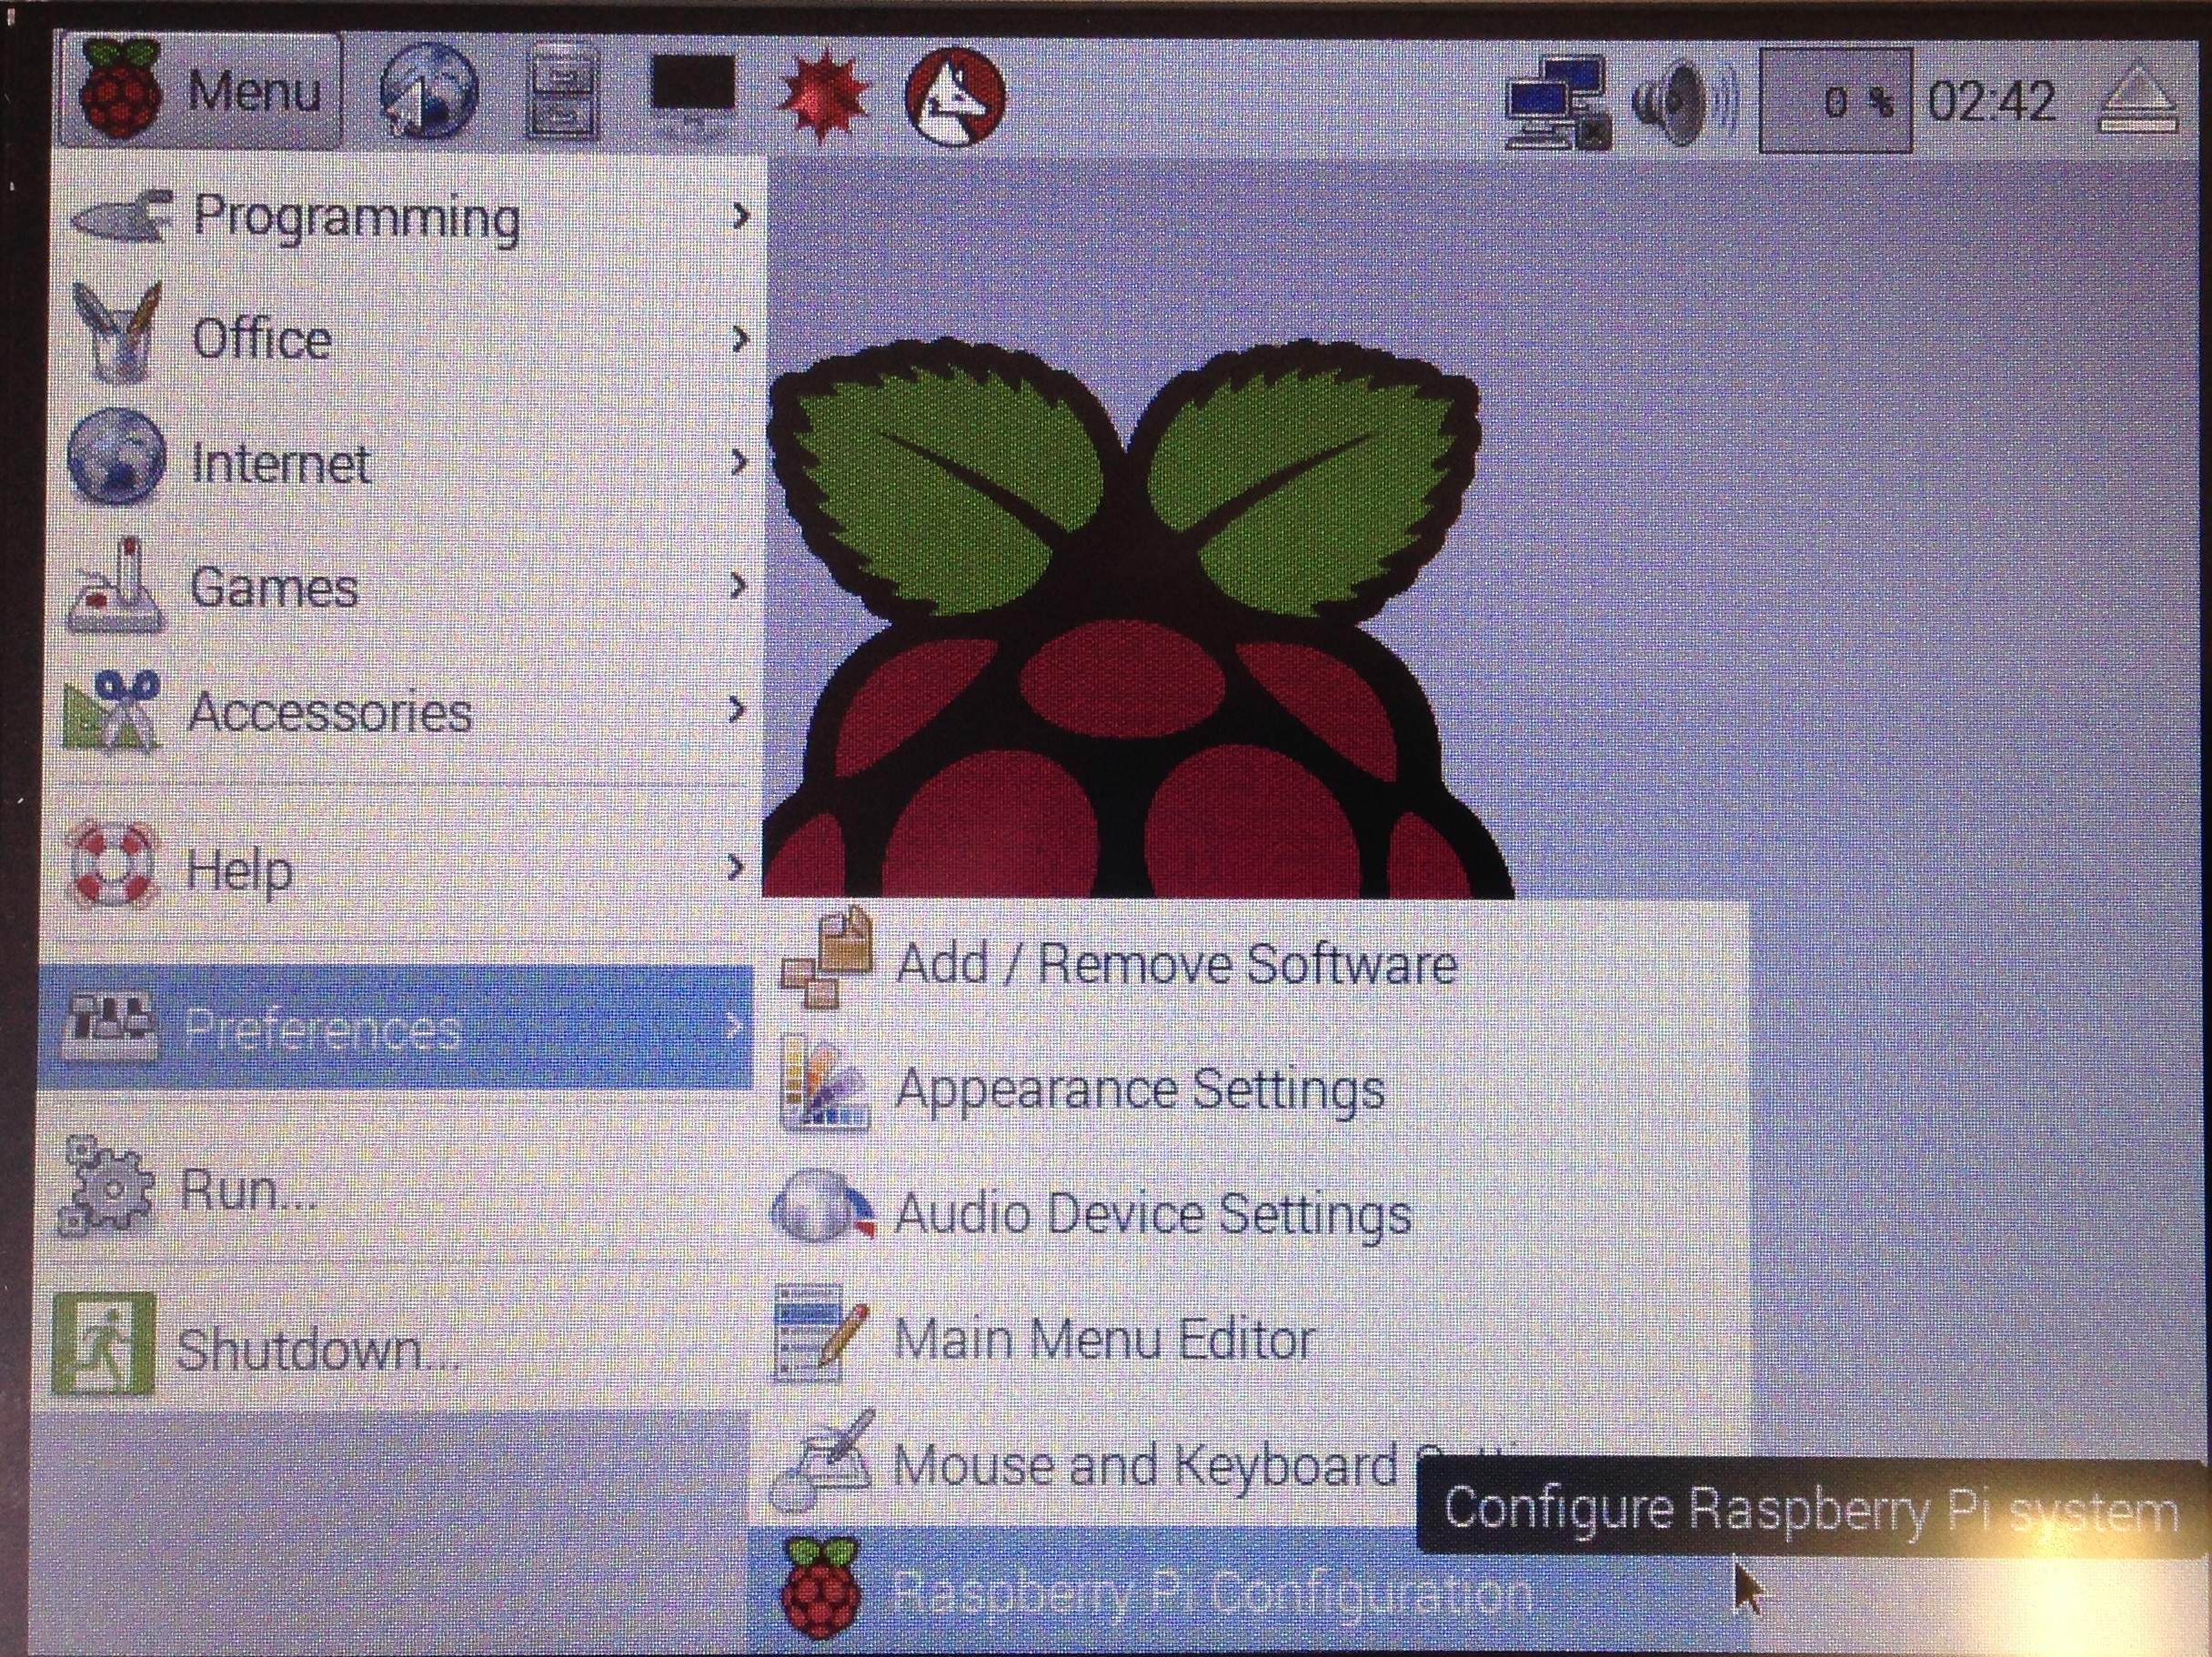 Menu
0 %
02:42
Programming
Office
Internet
Games
Accessories
Help
Preferences
Run...
Shutdown...
Add / Remove Software
Appearance Settings
Audio Device Settings
Main Menu Editor
Mouse and Keyboard
Configure Raspberry Pi system
Raspberry Pi Configuration